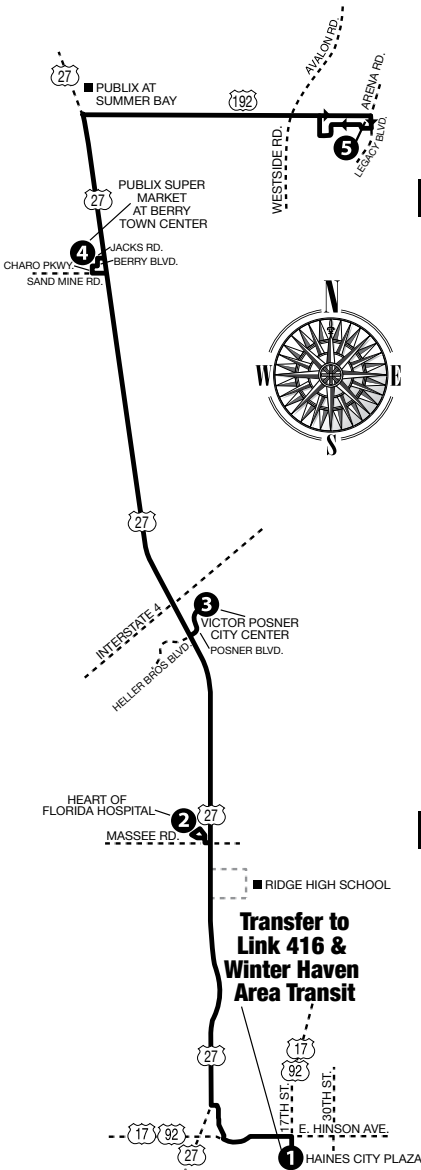 AVALON RD.
27
PUBLIX AT
SUMMER BAY
ARENA RD.
192
WESTSIDE RD.
5
LEGACY BLVD.
PUBLIX SUPER
MARKET
AT BERRY
TOWN CENTER
27
4
JACKS RD.
CHARO PKWY.
BERRY BLVD.
SAND MINE RD.
N
W
E
S
27
INTERSTATE 4
3
VICTOR POSNER
CITY CENTER
POSNER BLVD.
HELLER BROS BLVD.
HEART OF
FLORIDA HOSPITAL
27
2
MASSEE RD.
RIDGE HIGH SCHOOL
Transfer to
Link 416 &
Winter Haven
Area Transit
27
17
92
17TH ST.
30TH ST.
E. HINSON AVE.
17 92
27
1
HAINES CITY PLAZA